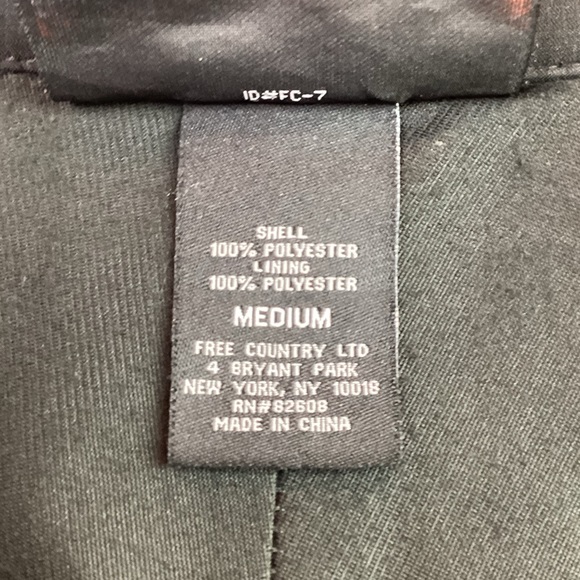 ID#FC-7
SHELL
100% POLYESTER
LINING
100% POLYESTER
MEDIUM
FREE COUNTRY LTD
4 BRYANT PARK
NEW YORK, NY 10018
RN#82608
MADE IN CHINA